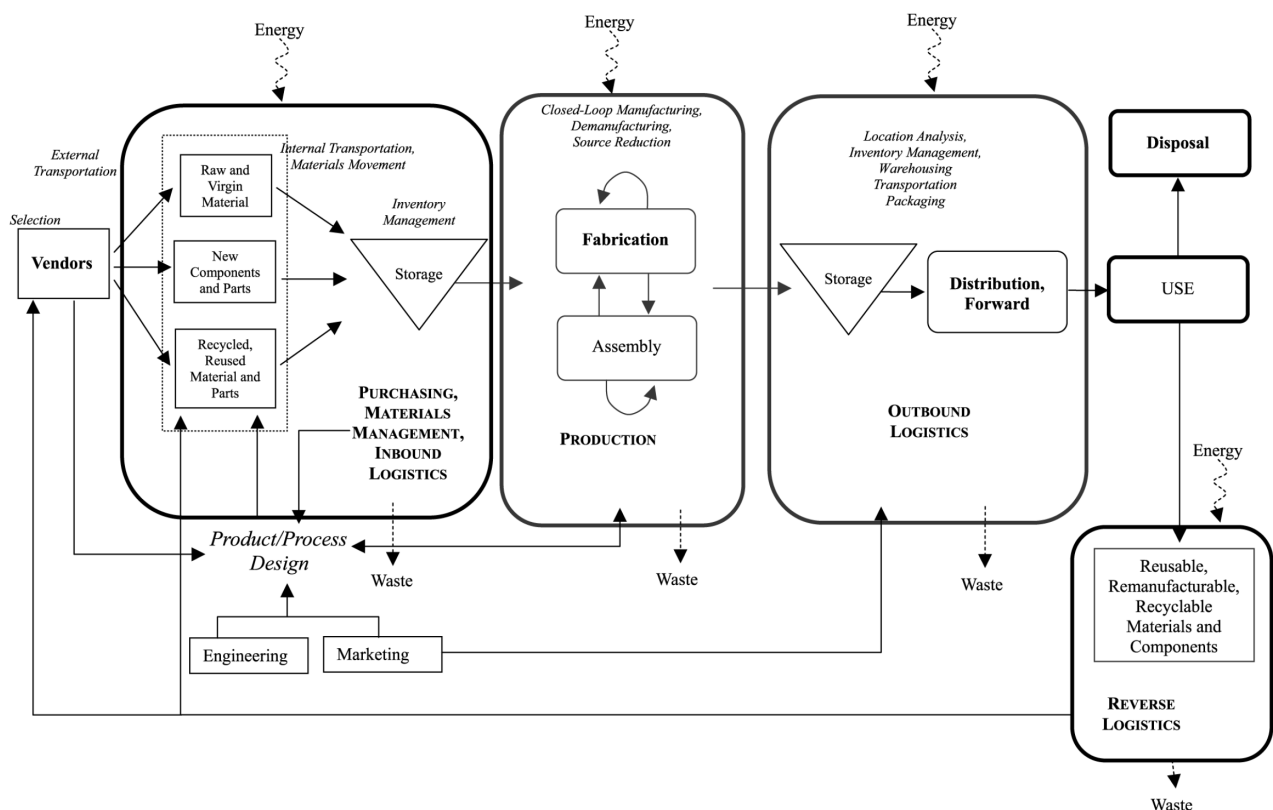 Energy
Energy
Energy
External
Transportation
Selection
Vendors
Internal Transportation,
Materials Movement
Raw and
Virgin
Material
New
Components
and Parts
Recycled,
Reused
Material and
Parts
Inventory
Management
Storage
PURCHASING,
MATERIALS
MANAGEMENT,
INBOUND
LOGISTICS
Closed-Loop Manufacturing,
Demanufacturing,
Source Reduction
Fabrication
Assembly
PRODUCTION
Location Analysis,
Inventory Management,
Warehousing
Transportation
Packaging
Storage
Distribution,
Forward
OUTBOUND
LOGISTICS
Disposal
USE
Energy
Reusable,
Remanufacturable,
Recyclable
Materials and
Components
REVERSE
LOGISTICS
Waste
Product/Process
Design
Waste
Waste
Waste
Engineering
Marketing